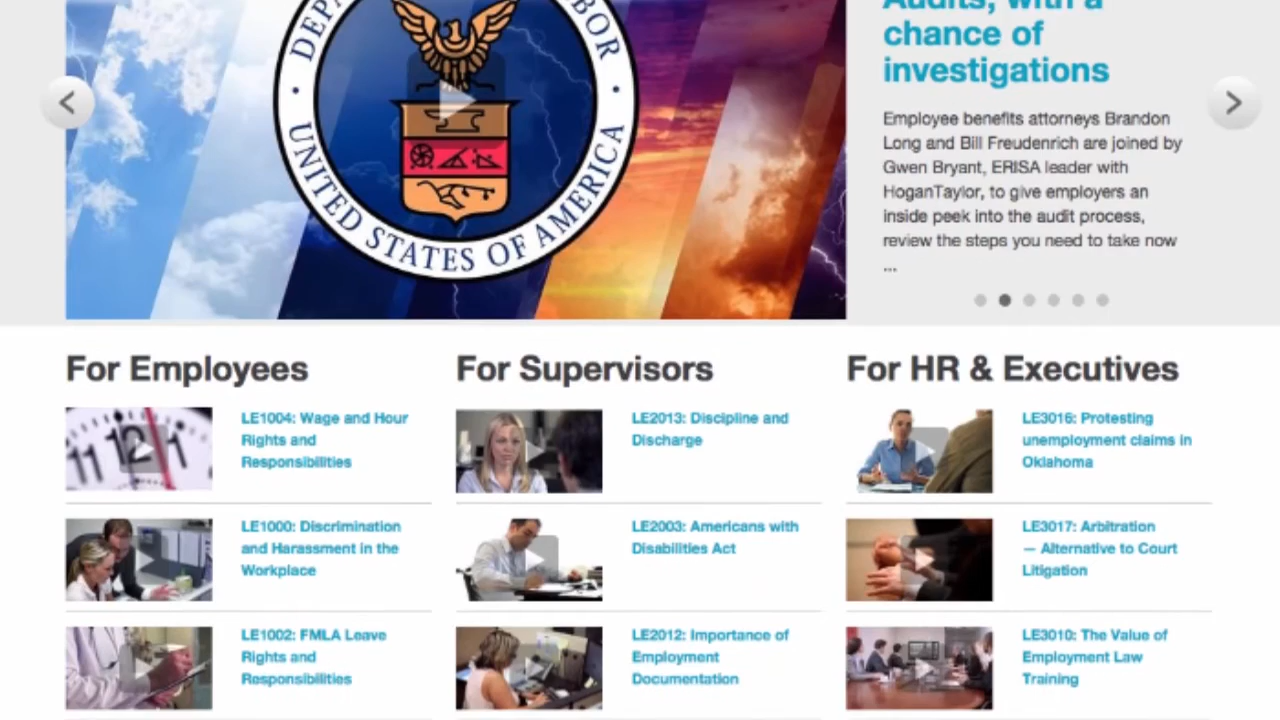 DEPA
BOR
UNITED STATES OF AMERICA
Audits, with a
chance of
investigations
Employee benefits attorneys Brandon
Long and Bill Freudenrich are joined by
Gwen Bryant, ERISA leader with
HoganTaylor, to give employers an
inside peek into the audit process,
review the steps you need to take now
...
For Employees
LE1004: Wage and Hour
Rights and
Responsibilities
11 12 1
LE1000: Discrimination
and Harassment in the
Workplace
LE1002: FMLA Leave
Rights and
Responsibilities
For Supervisors
LE2013: Discipline and
Discharge
LE2003: Americans with
Disabilities Act
LE2012: Importance of
Employment
Documentation
For HR & Executives
LE3016: Protesting
unemployment claims in
Oklahoma
LE3017: Arbitration
— Alternative to Court
Litigation
LE3010: The Value of
Employment Law
Training